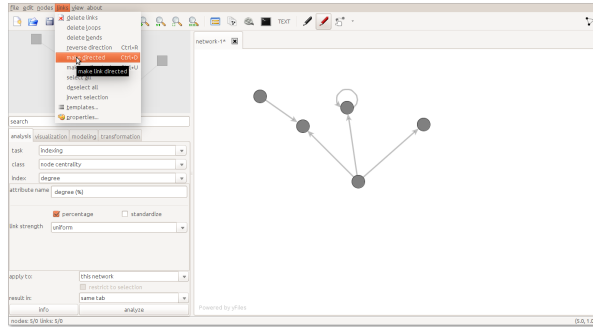 file edit nodes links view about
delete links
delete loops
delete bends
reverse direction Ctrl+R
make directed Ctrl+D
Ctrl+U
make link directed
select all
deselect all
invert selection
templates...
properties...
TEXT
network-1*
search
analysis visualization modeling transformation
task indexing
class node centrality
index degree
attribute name degree (%)
percentage standardize
link strength uniform
apply to: this network
restrict to selection
result in: same tab
info analyze
Powered by yFiles
nodes: 5/0 links: 5/0